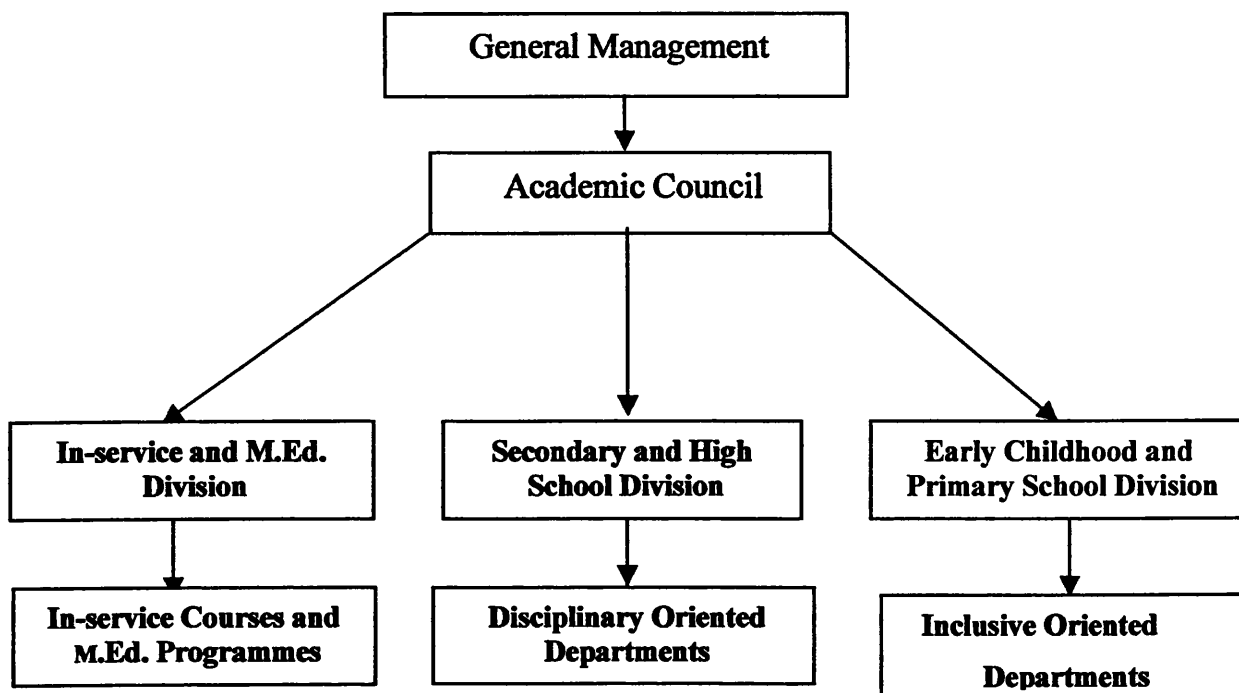 General Management
Academic Council
In-service and M.Ed.
Division
Secondary and High
School Division
Early Childhood and
Primary School Division
In-service Courses and
M.Ed. Programmes
Disciplinary Oriented
Departments
Inclusive Oriented
Departments